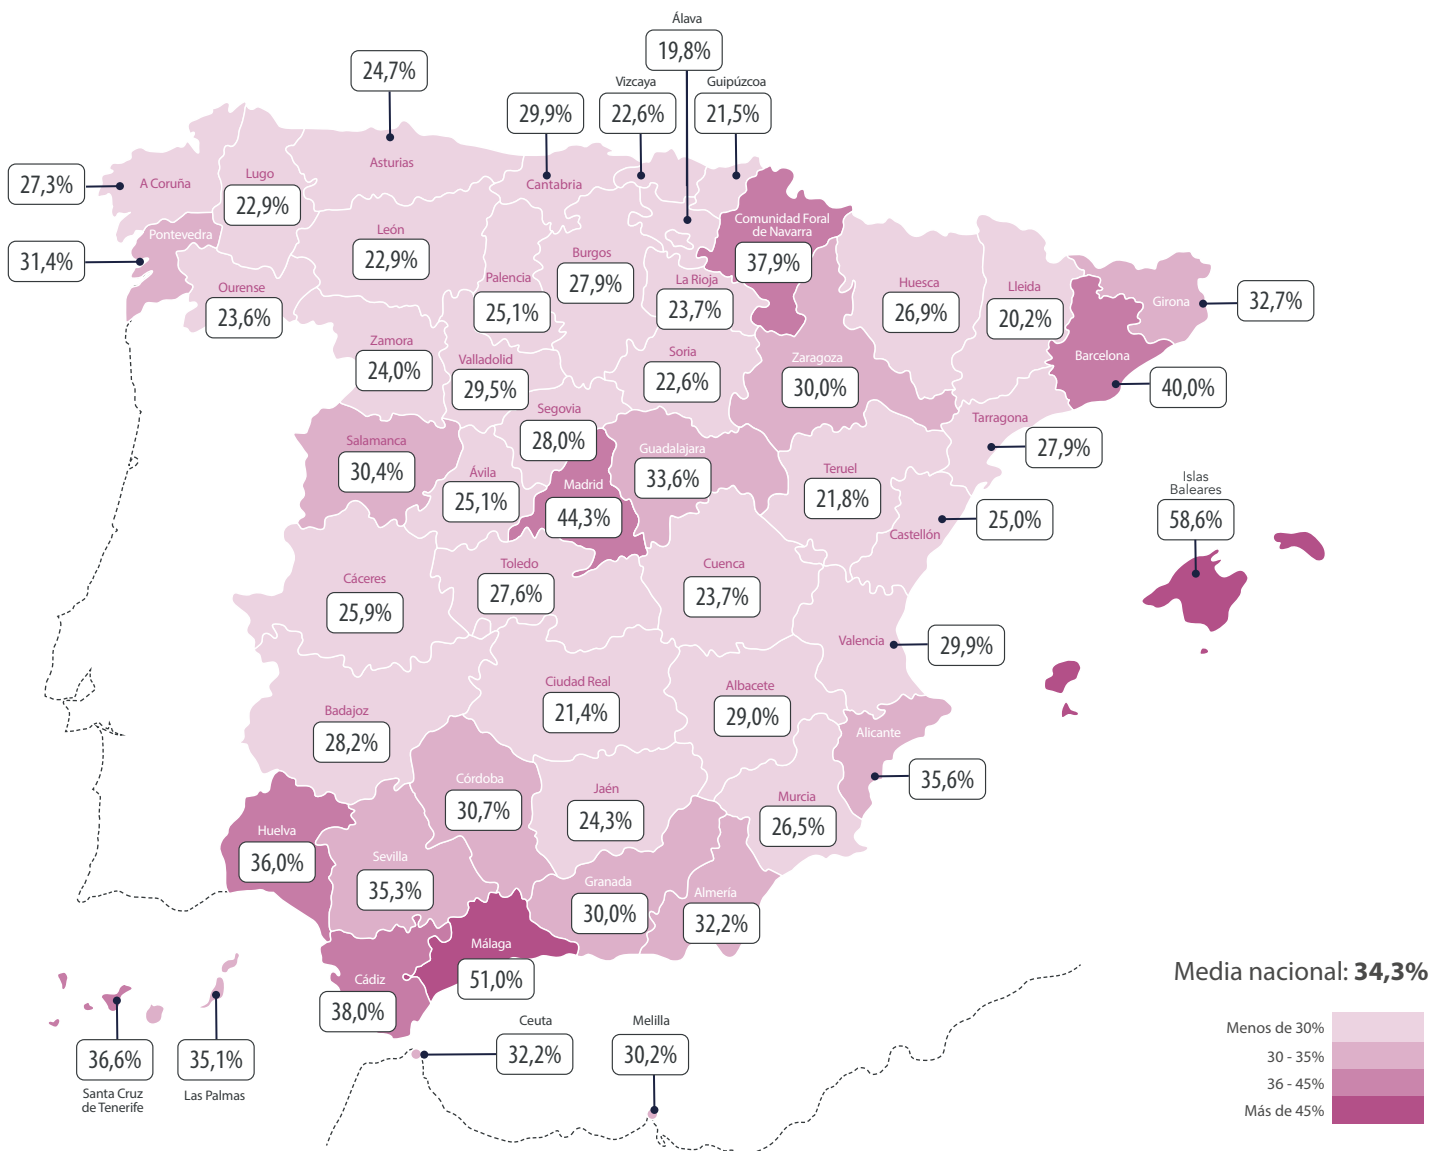 Álava
19,8%
24,7%
Vizcaya
22,6%
Guipúzcoa
21,5%
29,9%
Asturias
Cantabria
27,3%
A Coruña
Lugo
22,9%
Pontevedra
31,4%
León
22,9%
Ourense
23,6%
Palencia
25,1%
Burgos
27,9%
La Rioja
23,7%
Comunidad Foral
de Navarra
37,9%
Huesca
26,9%
Lleida
20,2%
Girona
32,7%
Zamora
24,0%
Valladolid
29,5%
Soria
22,6%
Zaragoza
30,0%
Barcelona
40,0%
Segovia
28,0%
Tarragona
27,9%
Salamanca
30,4%
Ávila
25,1%
Madrid
44,3%
Guadalajara
33,6%
Teruel
21,8%
Castellón
25,0%
Islas
Baleares
58,6%
Cáceres
25,9%
Toledo
27,6%
Cuenca
23,7%
Valencia
29,9%
Badajoz
28,2%
Ciudad Real
21,4%
Albacete
29,0%
Alicante
35,6%
Córdoba
30,7%
Jaén
24,3%
Murcia
26,5%
Huelva
36,0%
Sevilla
35,3%
Granada
30,0%
Almería
32,2%
Málaga
51,0%
Cádiz
38,0%
36,6%
Santa Cruz
de Tenerife
35,1%
Las Palmas
Ceuta
32,2%
Melilla
30,2%
Media nacional: 34,3%
Menos de 30%
30 - 35%
36 - 45%
Más de 45%